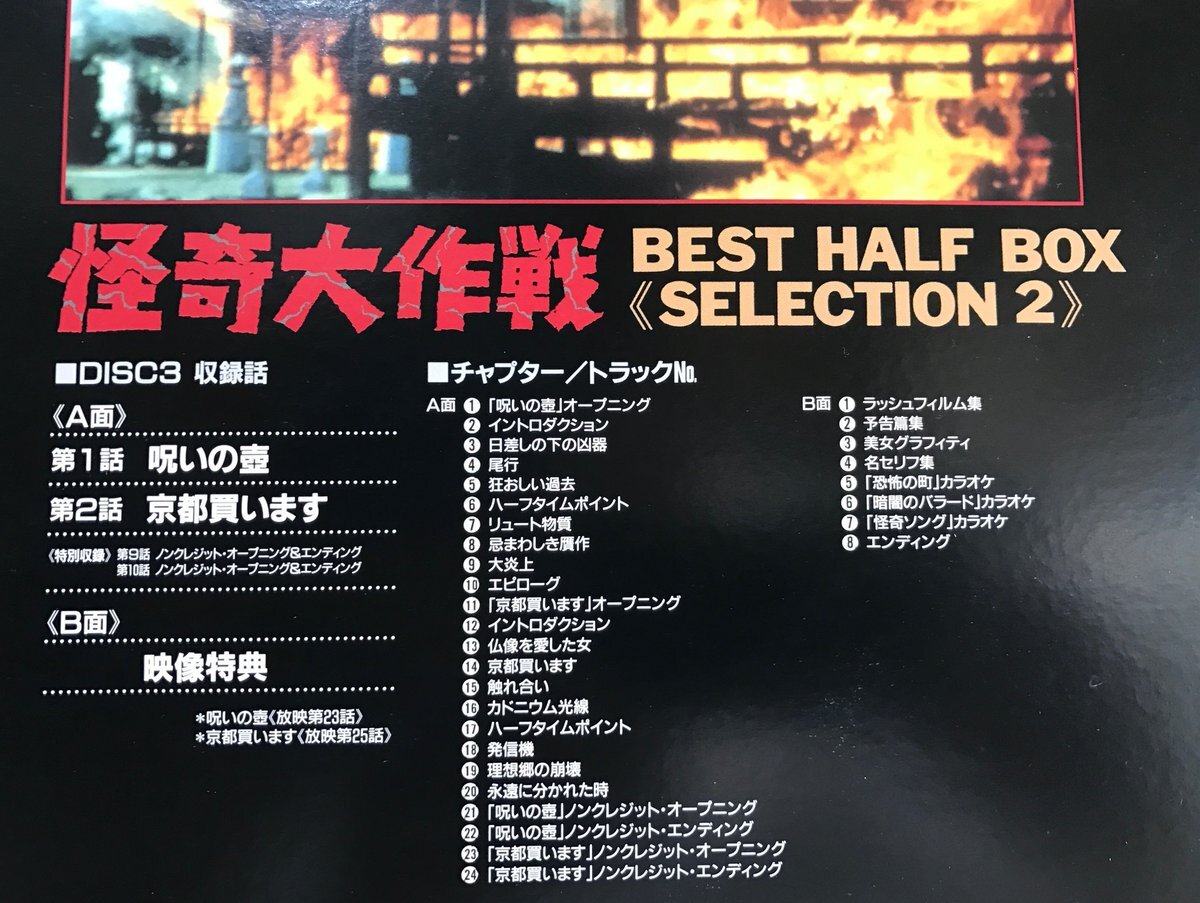 怪奇大作戦
BEST HALF BOX
《SELECTION 2》
■DISC3 収録話
《A面》
第1話 呪いの壺
第2話 京都買います
《特別収録》 第9話 ノンクレジット・オープニング&エンディング
第10話 ノンクレジット・オープニング&エンディング
《B面》
映像特典
*呪いの壺《放映第23話》
*京都買います《放映第25話》
■チャプター/トラックNo.
A面 ① 「呪いの壺」オープニング
② イントロダクション
③ 日差しの下の凶器
④ 尾行
⑤ 狂おしい過去
⑥ ハーフタイムポイント
⑦ リュート物質
⑧ 忌まわしき贋作
⑨ 大炎上
⑩ エピローグ
⑪ 「京都買います」オープニング
⑫ イントロダクション
⑬ 仏像を愛した女
⑭ 京都買います
⑮ 触れ合い
⑯ カドニウム光線
⑰ ハーフタイムポイント
⑱ 発信機
⑲ 理想郷の崩壊
⑳ 永遠に分かれた時
㉑ 「呪いの壺」ノンクレジット・オープニング
㉒ 「呪いの壺」ノンクレジット・エンディング
㉓ 「京都買います」ノンクレジット・オープニング
㉔ 「京都買います」ノンクレジット・エンディング
B面 ① ラッシュフィルム集
② 予告篇集
③ 美女グラフィティ
④ 名セリフ集
⑤ 「恐怖の町」カラオケ
⑥ 「暗闇のバラード」カラオケ
⑦ 「怪奇ソング」カラオケ
⑧ エンディング